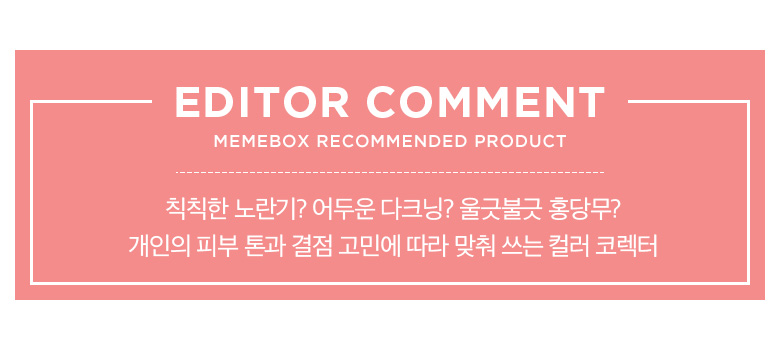 EDITOR COMMENT
MEMEBOX RECOMMENDED PRODUCT
칙칙한 노란기? 어두운 다크닝? 울긋불긋 홍당무?
개인의 피부 톤과 결점 고민에 따라 맞춰 쓰는 컬러 코렉터